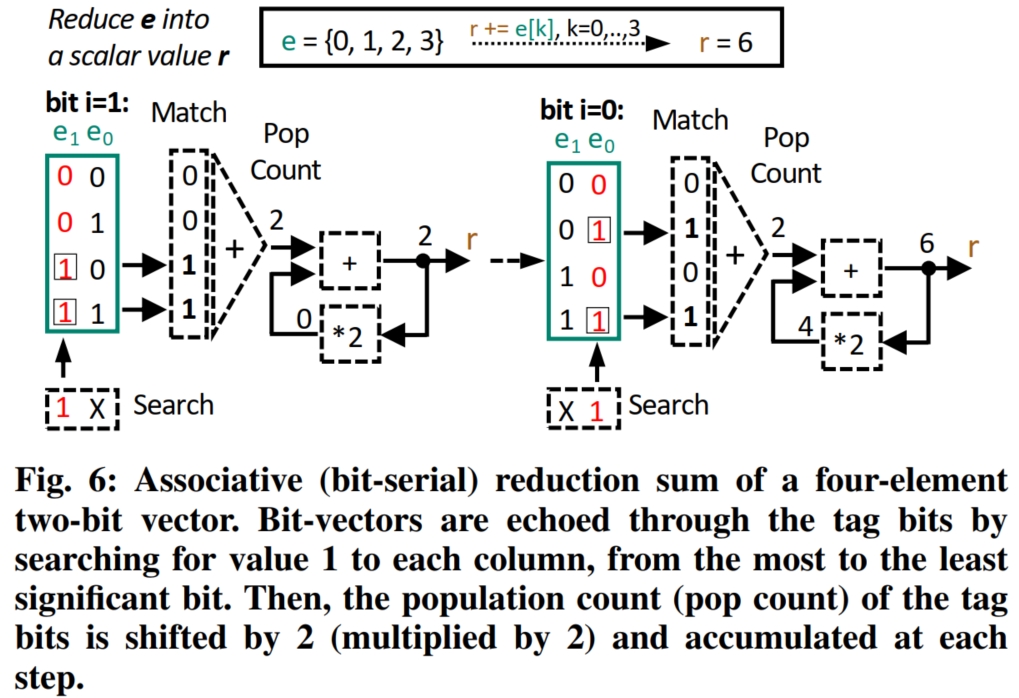 Reduce e into
a scalar value r
e = {0, 1, 2, 3} r += e[k], k=0,..,3 r = 6
bit i=1:
e1 e0
Match
Pop
Count
0 0
0 1
1 0
1 1
0
0
1
1
+
2
+
2
r
0
*2
1 X
Search
bit i=0:
e1 e0
Match
Pop
Count
0 0
0 1
1 0
1 1
0
1
0
1
+
2
+
6
r
4
*2
X 1
Search
Fig. 6: Associative (bit-serial) reduction sum of a four-element
two-bit vector. Bit-vectors are echoed through the tag bits by
searching for value 1 to each column, from the most to the least
significant bit. Then, the population count (pop count) of the tag
bits is shifted by 2 (multiplied by 2) and accumulated at each
step.